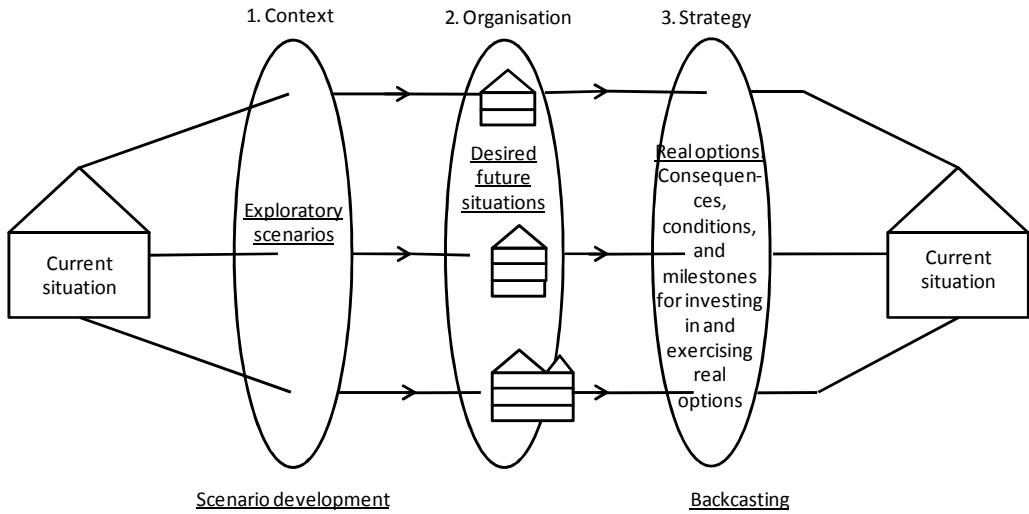 1. Context
2. Organisation
3. Strategy
Current
situation
Exploratory
scenarios
Desired
future
situations
Real options:
Consequen-
ces,
conditions,
and
milestones
for investing
in and
exercising
real
options
Current
situation
Scenario development
Backcasting